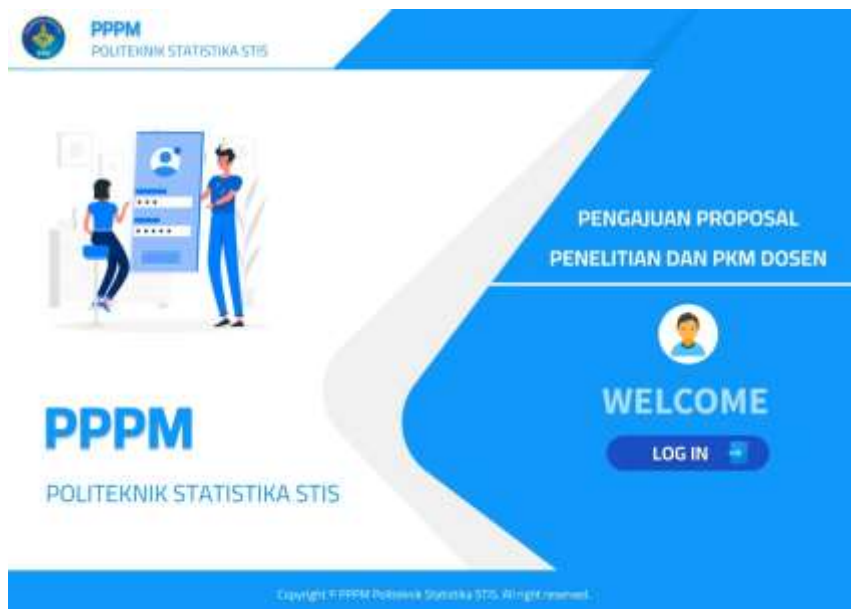 PPPM
POLITEKNIK STATISTIKA STIS
PENGAJUAN PROPOSAL
PENELITIAN DAN PKM DOSEN
WELCOME
LOG IN
PPPM
POLITEKNIK STATISTIKA STIS
Copyright © PPPM Politeknik Statistika STIS. All right reserved.